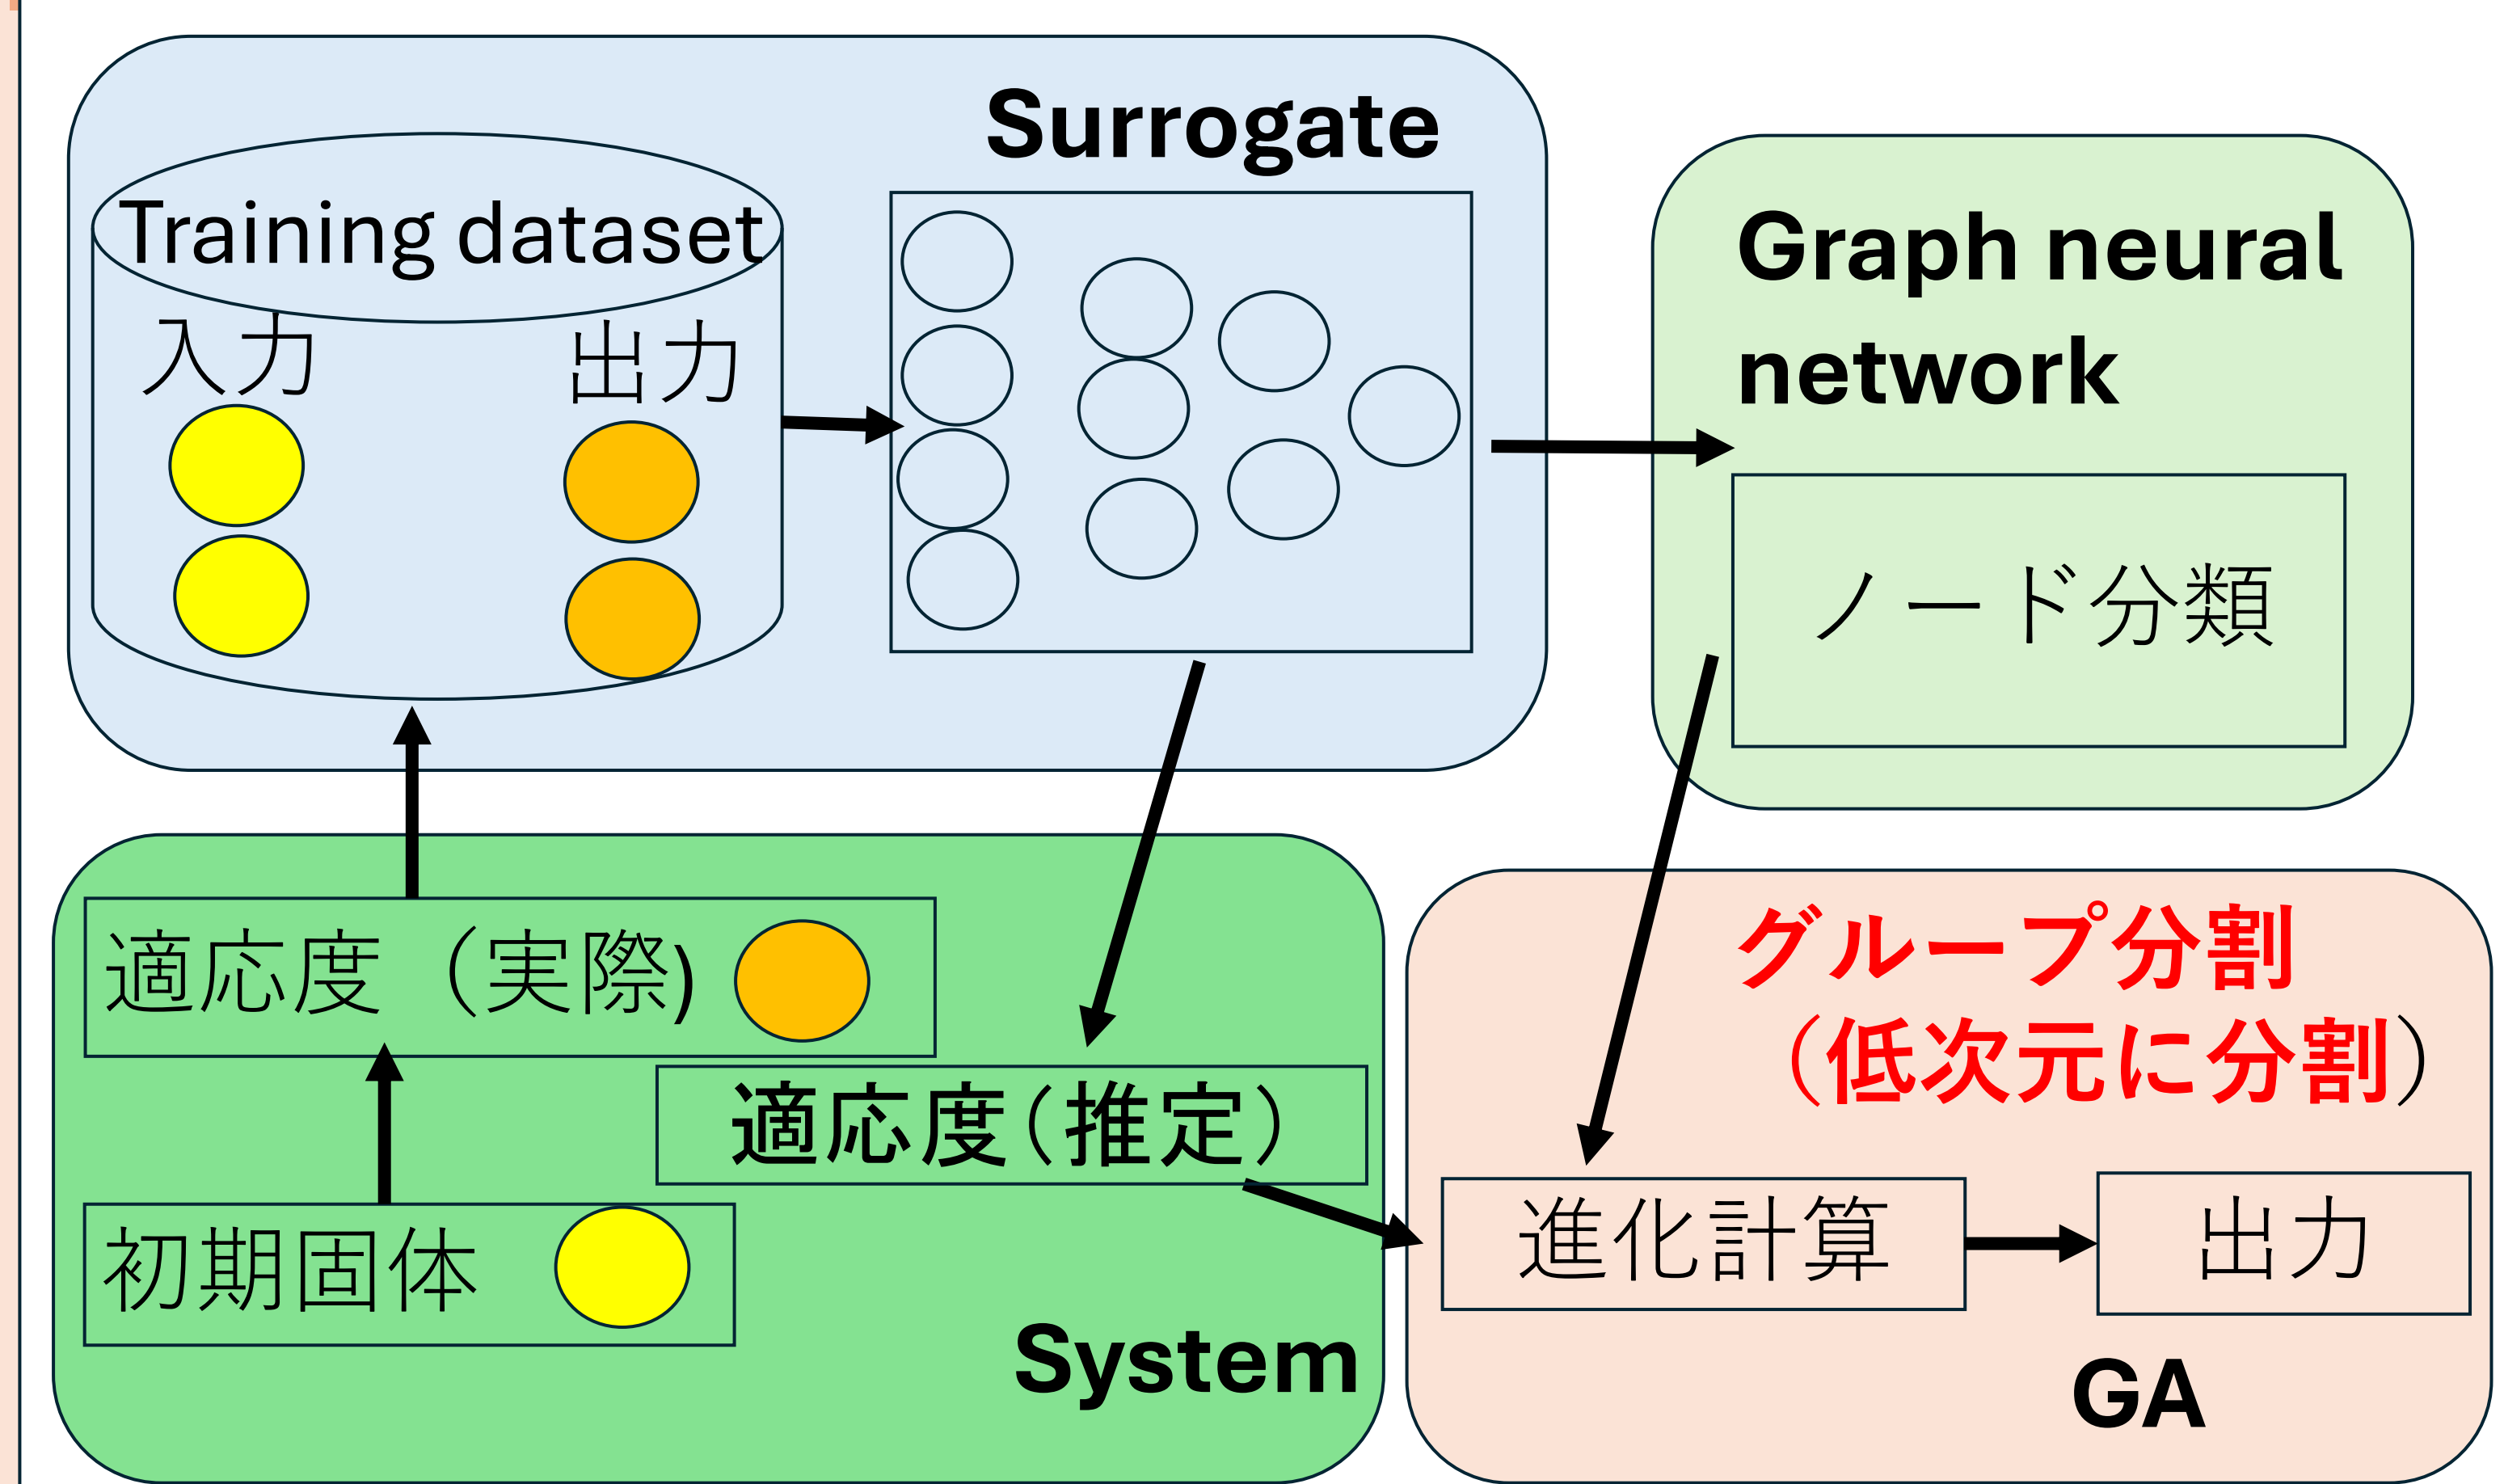 Surrogate
Training dataset
入力
出力
Graph neural
network
ノード分類
適応度（実際）
適応度（推定）
初期固体
System
グループ分割
（低次元に分割）
進化計算
出力
GA